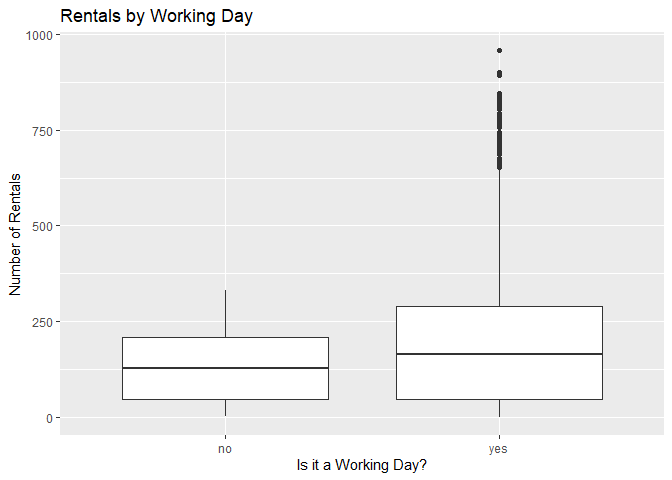 Rentals by Working Day
1000
750
500
250
0
Number of Rentals
no
yes
Is it a Working Day?